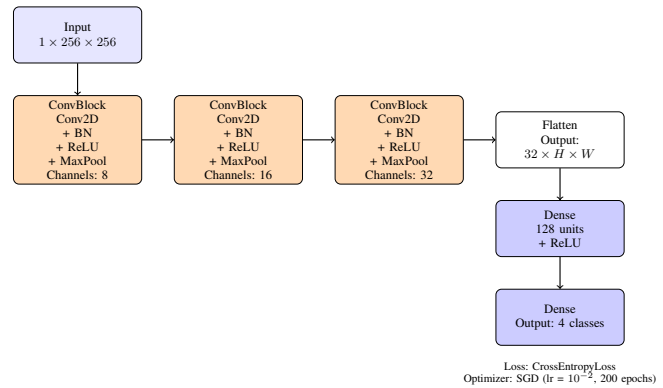 Input
1 × 256 × 256
ConvBlock
Conv2D
+ BN
+ ReLU
+ MaxPool
Channels: 8
ConvBlock
Conv2D
+ BN
+ ReLU
+ MaxPool
Channels: 16
ConvBlock
Conv2D
+ BN
+ ReLU
+ MaxPool
Channels: 32
Flatten
Output:
32 × H × W
Dense
128 units
+ ReLU
Dense
Output: 4 classes
Loss: CrossEntropyLoss
Optimizer: SGD (lr = 10⁻², 200 epochs)